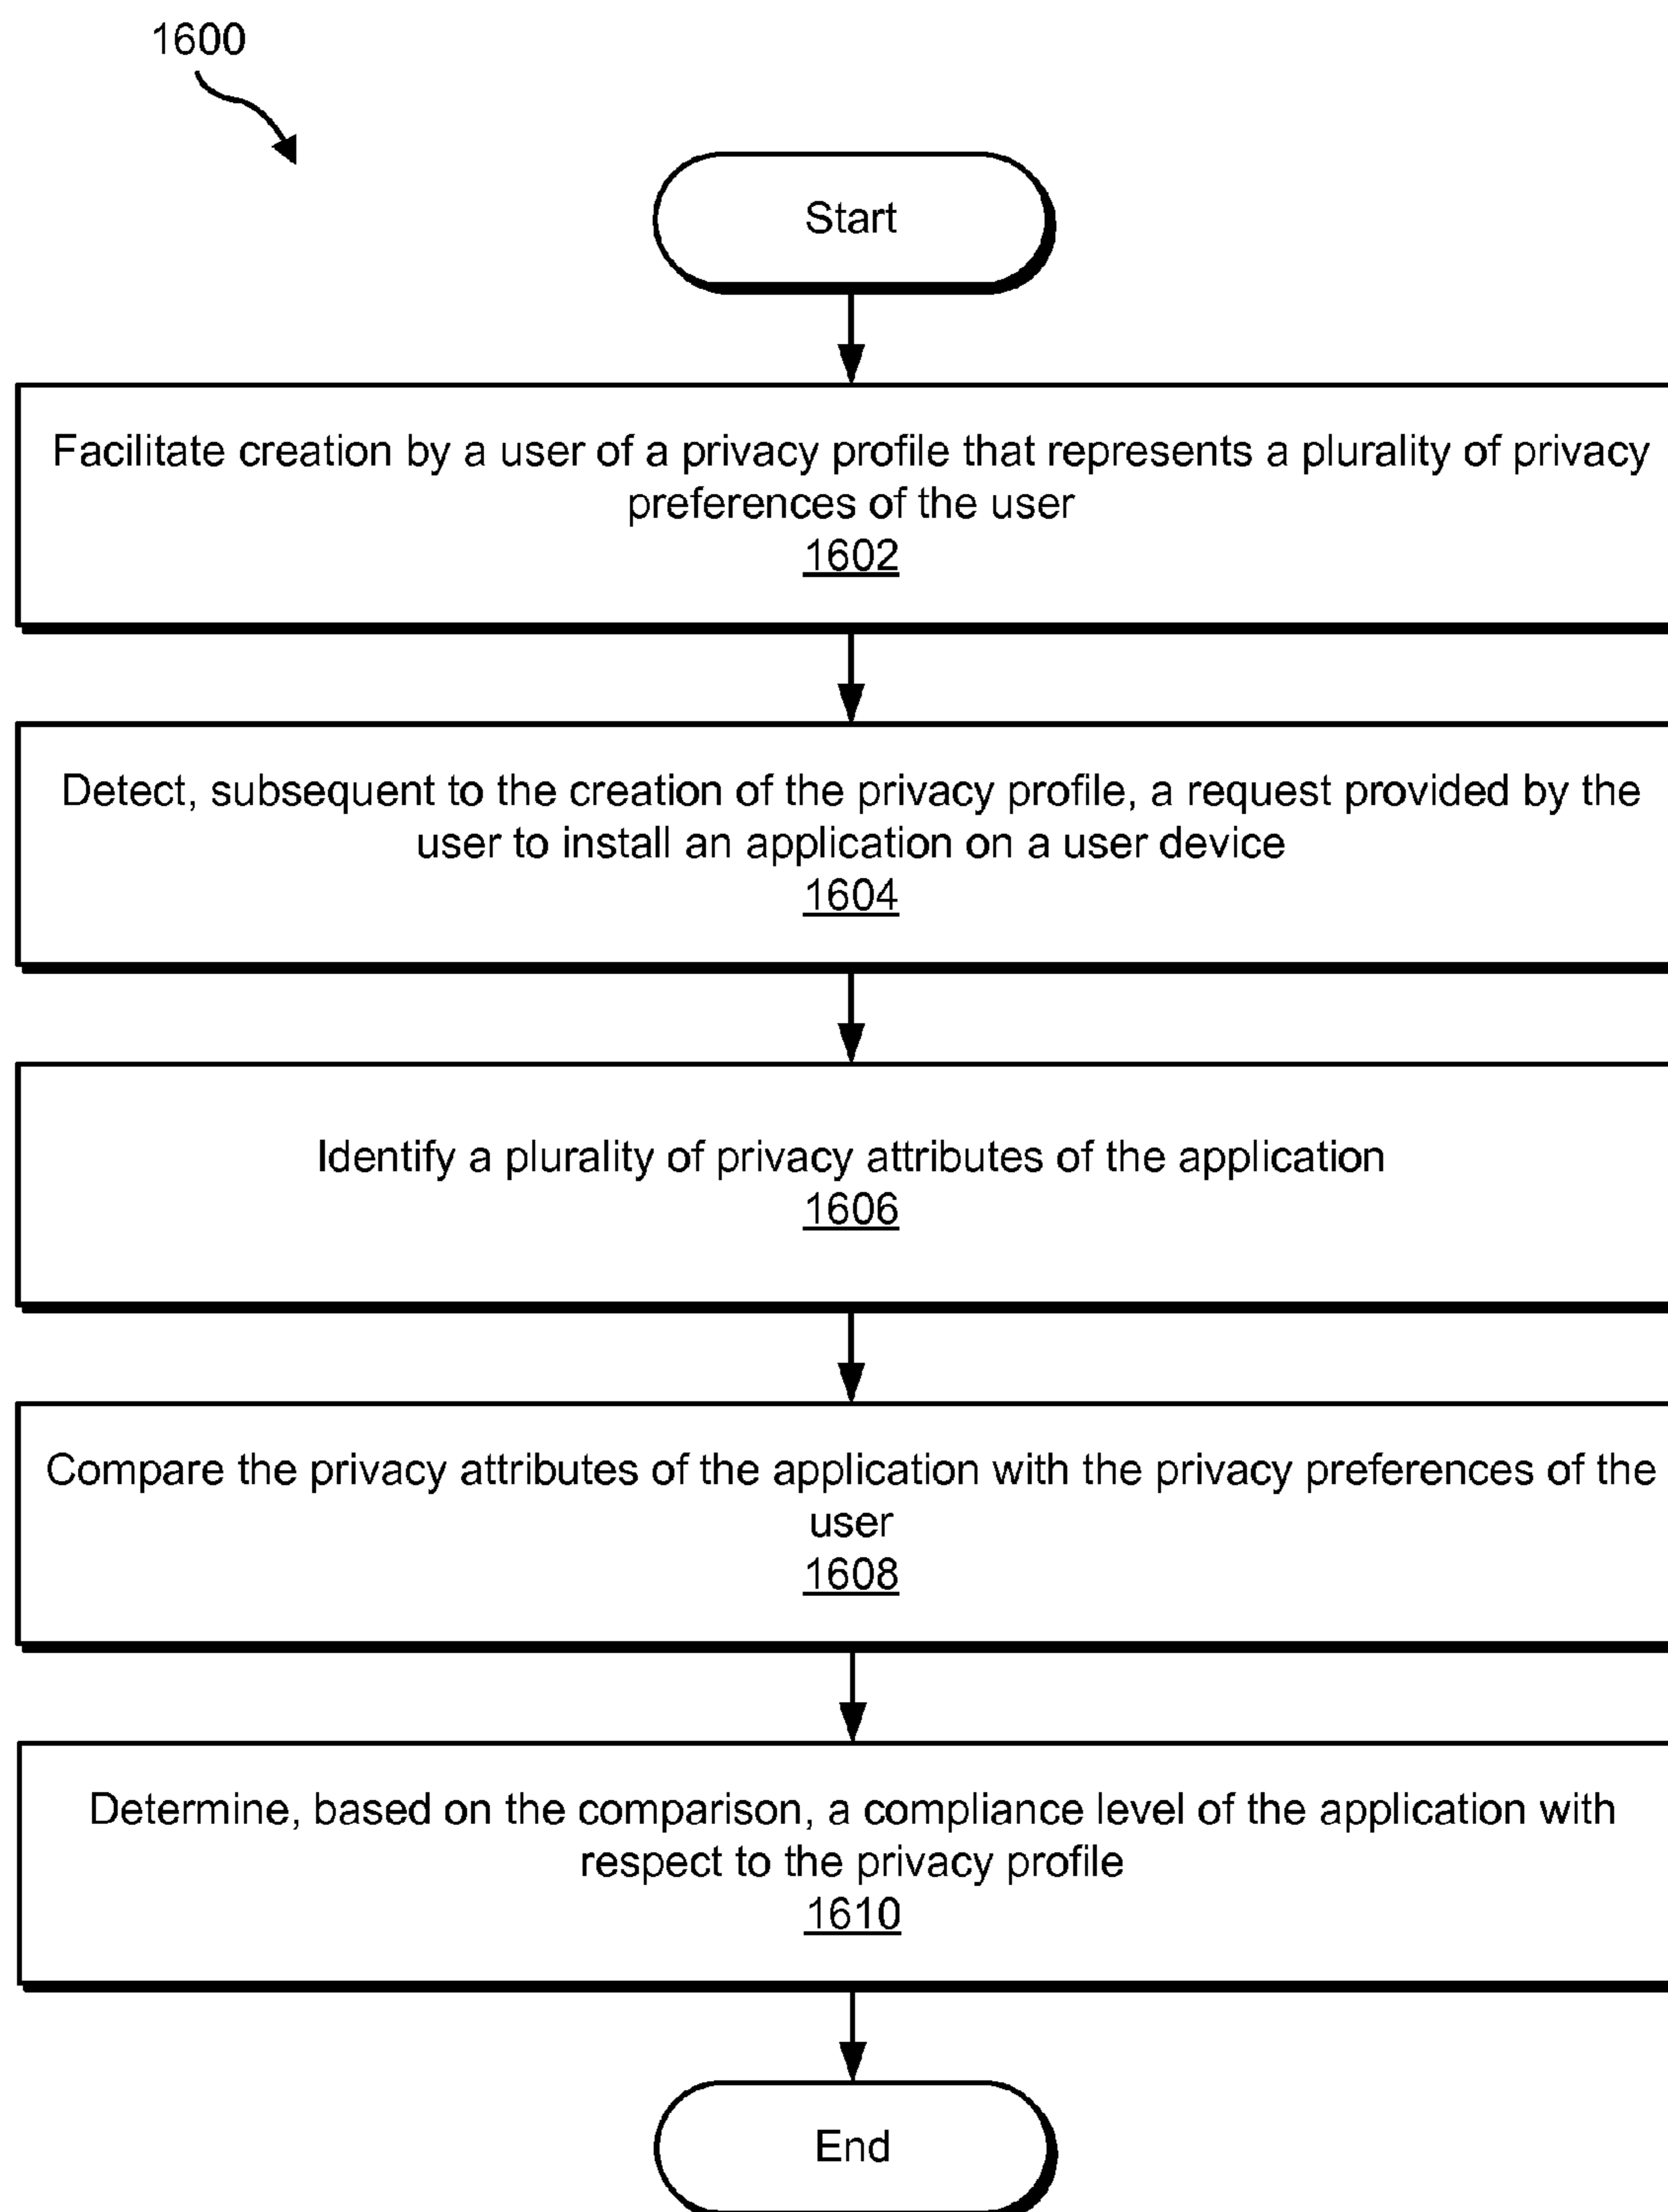 1600
Start
Facilitate creation by a user of a privacy profile that represents a plurality of privacy
preferences of the user
1602
Detect, subsequent to the creation of the privacy profile, a request provided by the
user to install an application on a user device
1604
Identify a plurality of privacy attributes of the application
1606
Compare the privacy attributes of the application with the privacy preferences of the
user
1608
Determine, based on the comparison, a compliance level of the application with
respect to the privacy profile
1610
End